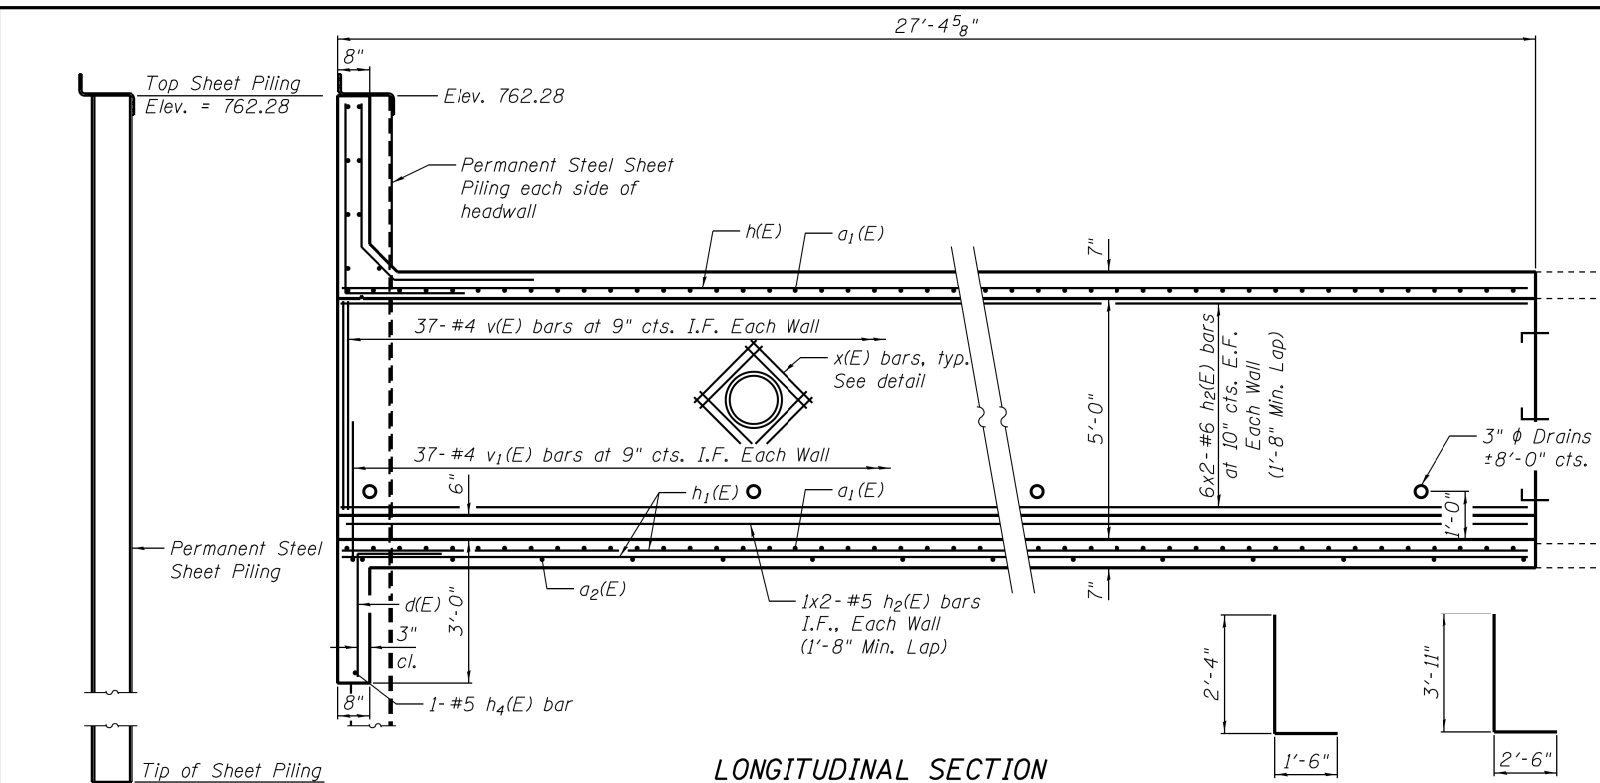 27'-4 5/8"
8"
Top Sheet Piling
Elev. = 762.28
Elev. 762.28
Permanent Steel Sheet
Piling each side of
headwall
h(E)
a₁(E)
7"
37-#4 v(E) bars at 9" cts. I.F. Each Wall
x(E) bars, typ.
See detail
5'-0"
6x2-#6 h₂(E) bars
at 10" cts. E.F.
Each Wall
(1'-8" Min. Lap)
3" ϕ Drains
±8'-0" cts.
37-#4 v₁(E) bars at 9" cts. I.F. Each Wall
6"
h₁(E)
a₁(E)
1'-0"
Permanent Steel
Sheet Piling
a₂(E)
7"
d(E)
3'-0"
3"
cl.
1x2-#5 h₂(E) bars
I.F., Each Wall
(1'-8" Min. Lap)
8"
1-#5 h₄(E) bar
2'-4"
1'-6"
3'-11"
2'-6"
Tip of Sheet Piling
LONGITUDINAL SECTION